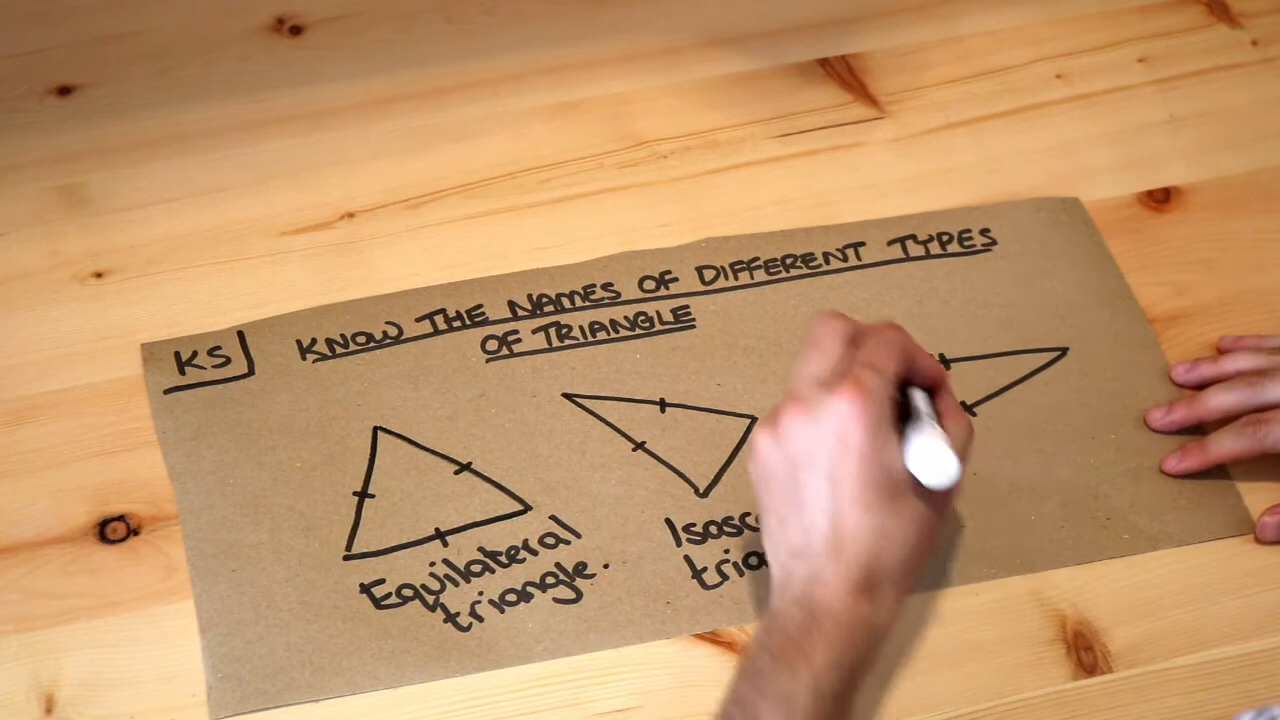 KS
KNOW THE NAMES OF DIFFERENT TYPES
OF TRIANGLE
Equilateral
triangle.